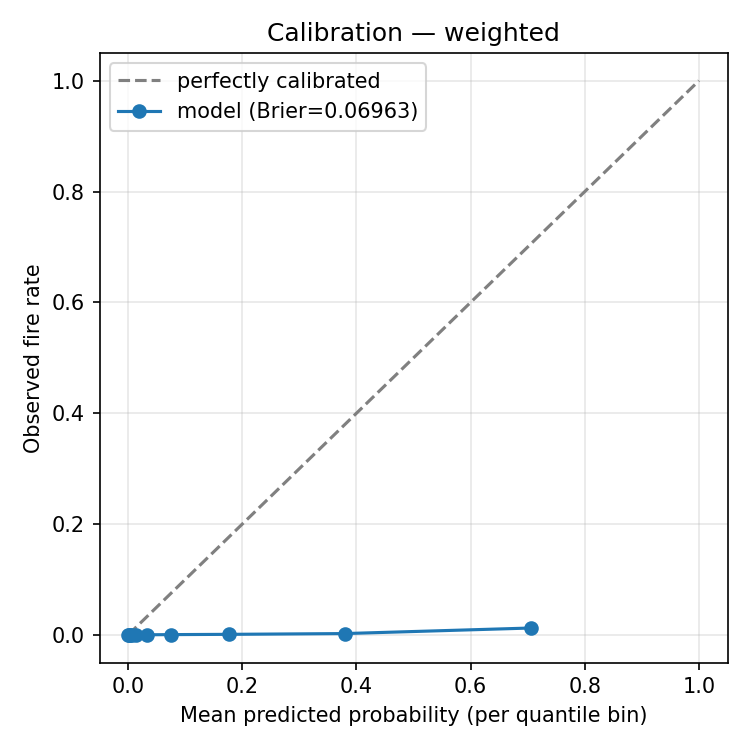 Calibration — weighted
perfectly calibrated
model (Brier=0.06963)
Observed fire rate
1.0
0.8
0.6
0.4
0.2
0.0
0.0 0.2 0.4 0.6 0.8 1.0
Mean predicted probability (per quantile bin)